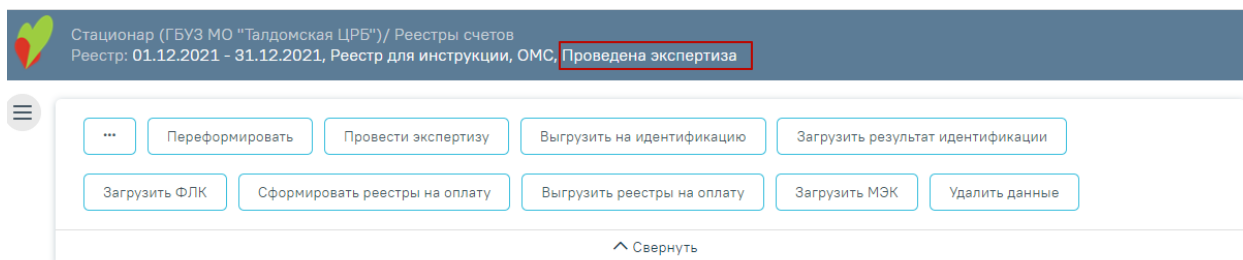 Стационар (ГБУЗ МО "Талдомская ЦРБ")/ Реестры счетов
Реестр: 01.12.2021 - 31.12.2021, Реестр для инструкции, ОМС, Проведена экспертиза
••• Переформировать Провести экспертизу Выгрузить на идентификацию Загрузить результат идентификации
Загрузить ФЛК Сформировать реестры на оплату Выгрузить реестры на оплату Загрузить МЭК Удалить данные
Свернуть